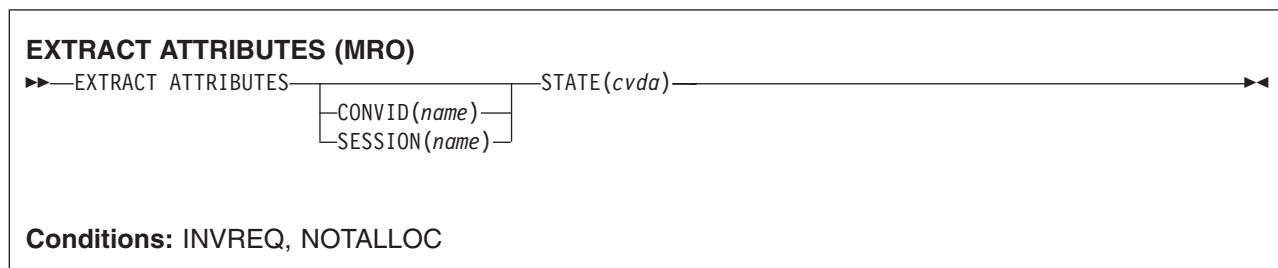 EXTRACT ATTRIBUTES (MRO)
EXTRACT ATTRIBUTES STATE(cvda)
CONVID(name)
SESSION(name)
Conditions: INVREQ, NOTALLOC